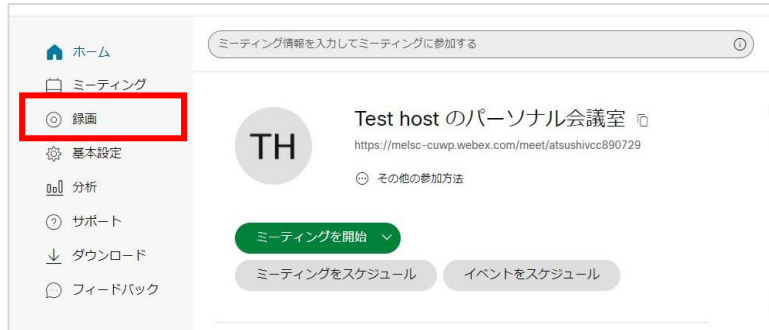 ホーム
ミーティング
録画
基本設定
分析
サポート
ダウンロード
フィードバック
ミーティング情報を入力してミーティングに参加する
TH
Test host のパーソナル会議室
https://melsc-cuwp.webex.com/meet/atsushivcc890729
その他の参加方法
ミーティングを開始
ミーティングをスケジュール
イベントをスケジュール